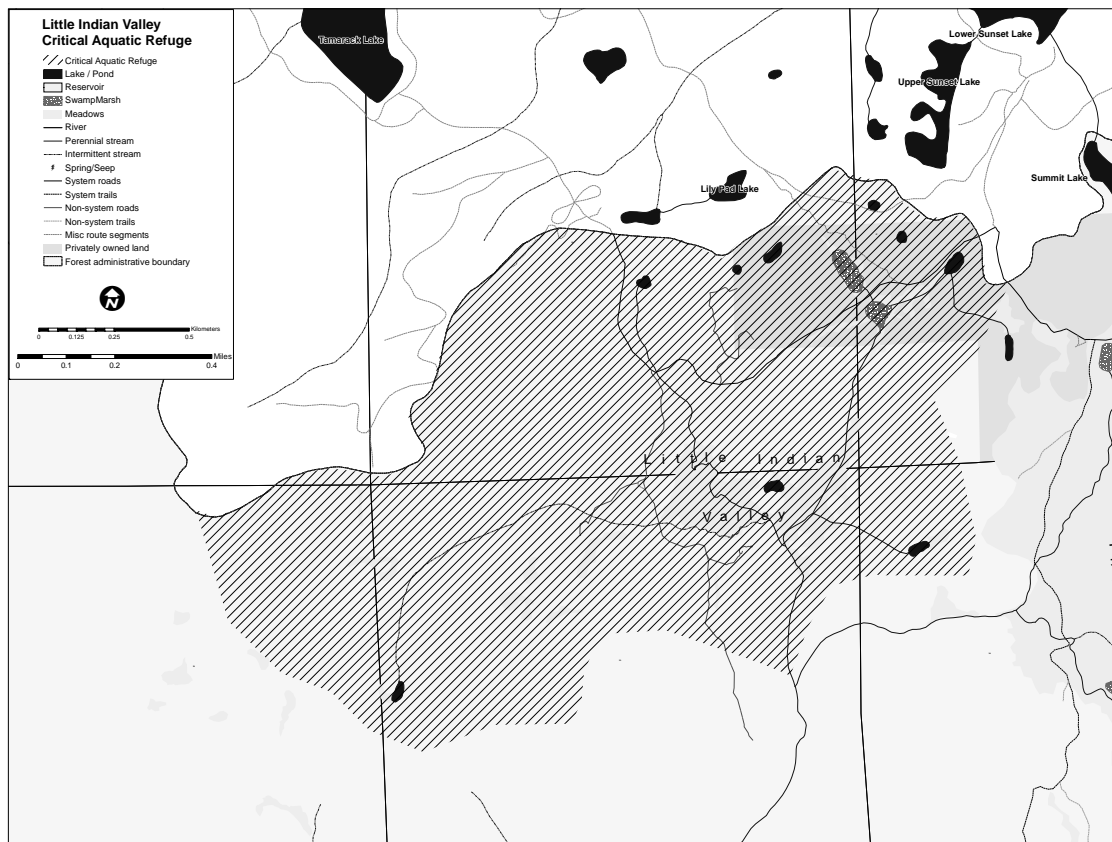 Little Indian Valley
Critical Aquatic Refuge
Critical Aquatic Refuge
Lake / Pond
Reservoir
SwampMarsh
Meadows
River
Perennial stream
Intermittent stream
Spring/Seep
System roads
System trails
Non-system roads
Non-system trails
Misc route segments
Privately owned land
Forest administrative boundary
N
Kilometers
0 0.125 0.25 0.5
Miles
0 0.1 0.2 0.4
Tamarack Lake
Lower Sunset Lake
Upper Sunset Lake
Summit Lake
Lily Pad Lake
Little Indian
Valley